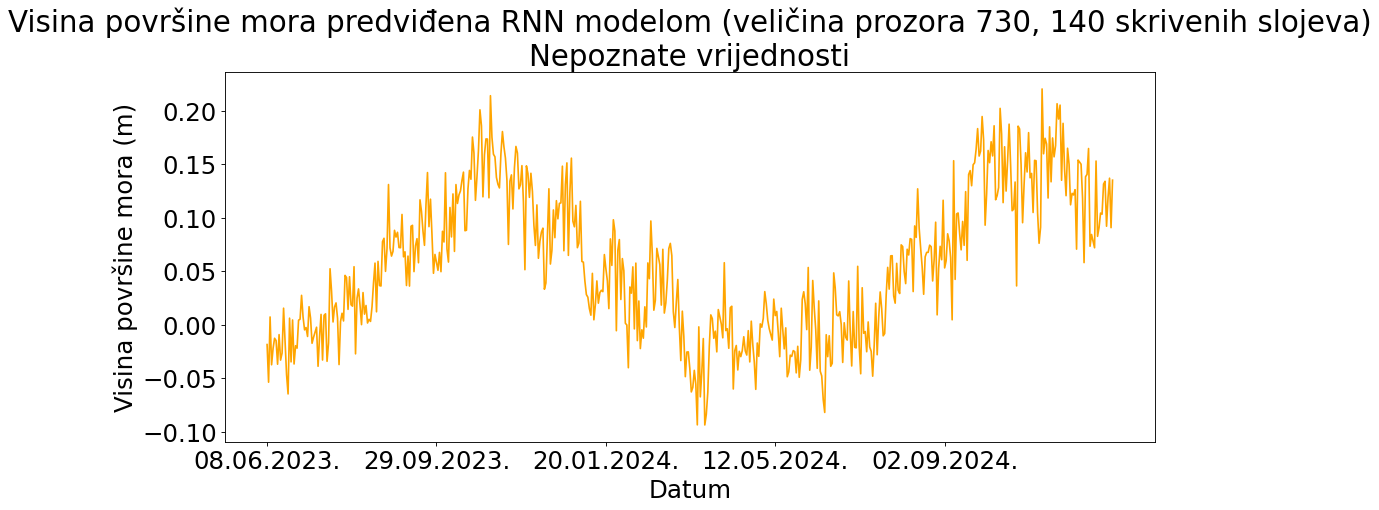 Visina površine mora predviđena RNN modelom (veličina prozora 730, 140 skrivenih slojeva)
Nepoznate vrijednosti
Visina površine mora (m)
0.20
0.15
0.10
0.05
0.00
−0.05
−0.10
08.06.2023. 29.09.2023. 20.01.2024. 12.05.2024. 02.09.2024.
Datum